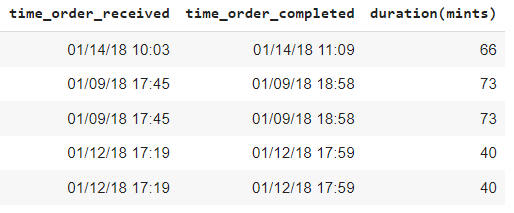 time_order_received time_order_completed duration(mints)
01/14/18 10:03 01/14/18 11:09 66
01/09/18 17:45 01/09/18 18:58 73
01/09/18 17:45 01/09/18 18:58 73
01/12/18 17:19 01/12/18 17:59 40
01/12/18 17:19 01/12/18 17:59 40